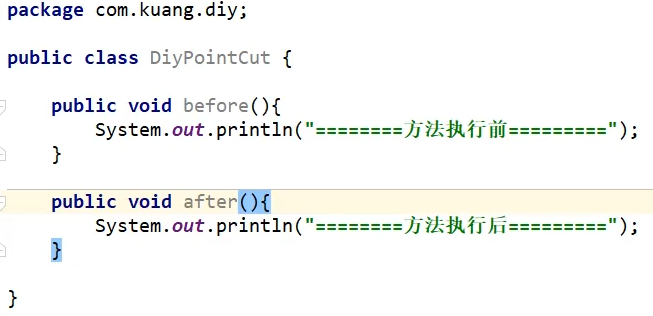 package com.kuang.diy;
public class DiyPointCut {
public void before(){
System.out.println("========方法执行前=========");
}
public void after(){
System.out.println("========方法执行后=========");
}
}